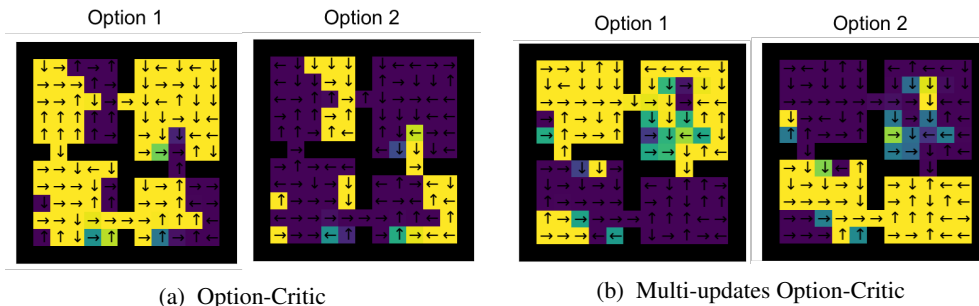 Option 1
Option 2
Option 1
Option 2
(a) Option-Critic
(b) Multi-updates Option-Critic